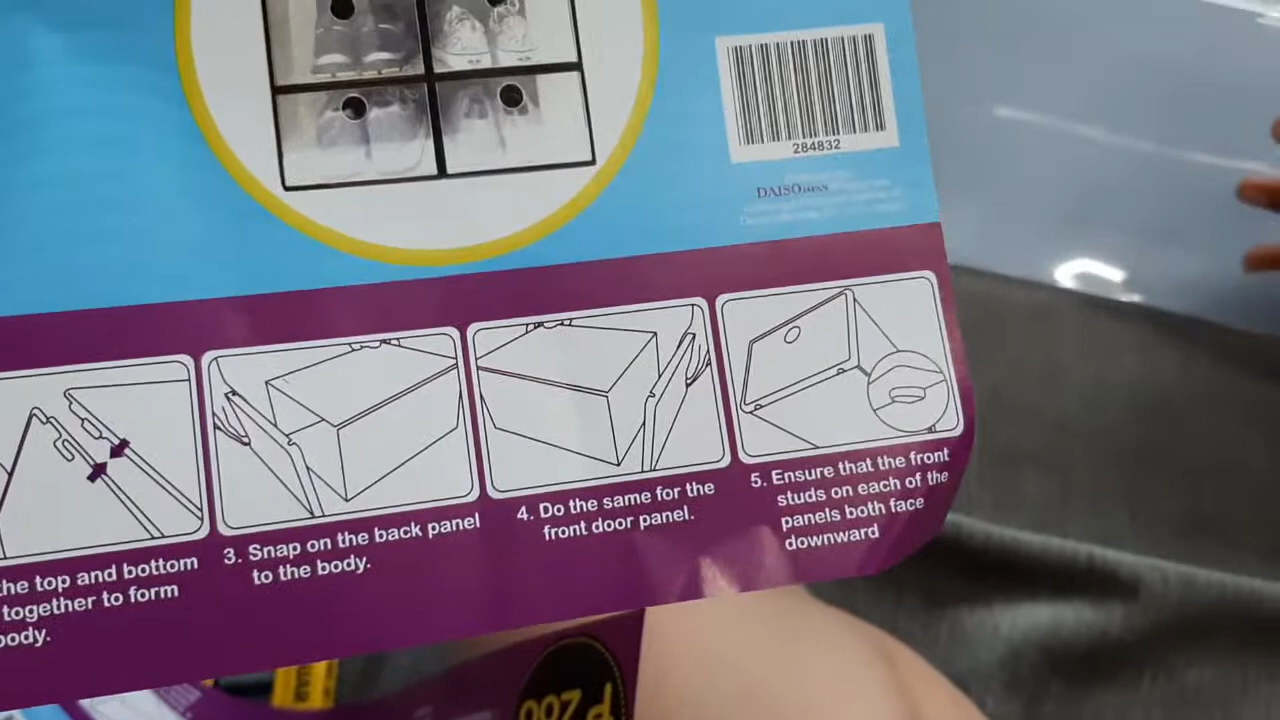 284832
DAISO JAPAN
the top and bottom
together to form
body.
3. Snap on the back panel
to the body.
4. Do the same for the
front door panel.
5. Ensure that the front
studs on each of the
panels both face
downward
P200